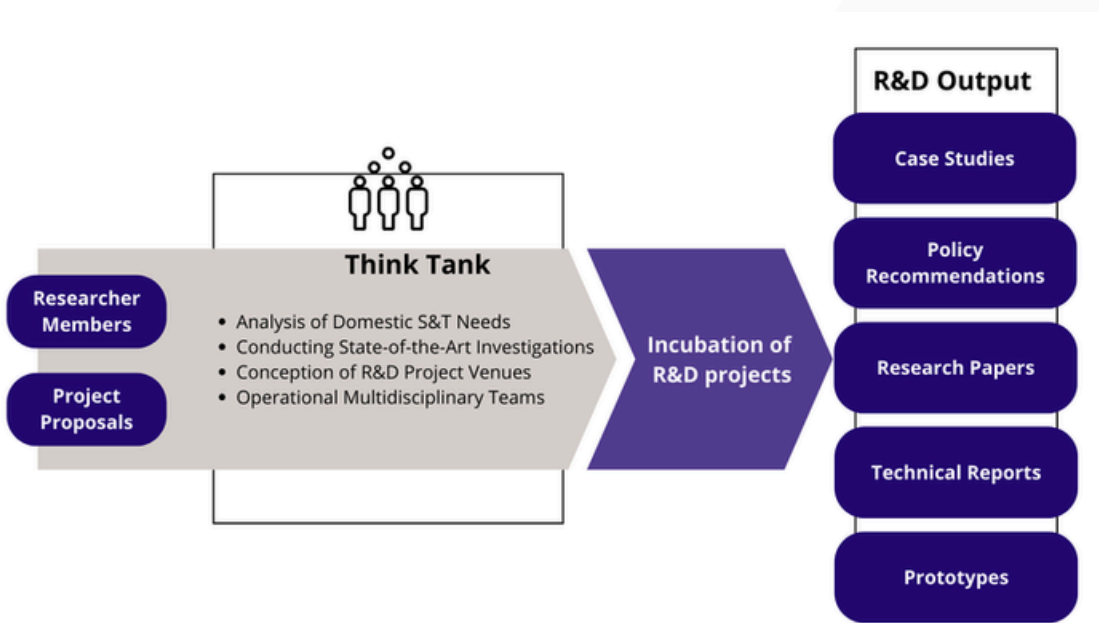 Researcher
Members
Project
Proposals
Think Tank
• Analysis of Domestic S&T Needs
• Conducting State-of-the-Art Investigations
• Conception of R&D Project Venues
• Operational Multidisciplinary Teams
Incubation of
R&D projects
R&D Output
Case Studies
Policy
Recommendations
Research Papers
Technical Reports
Prototypes